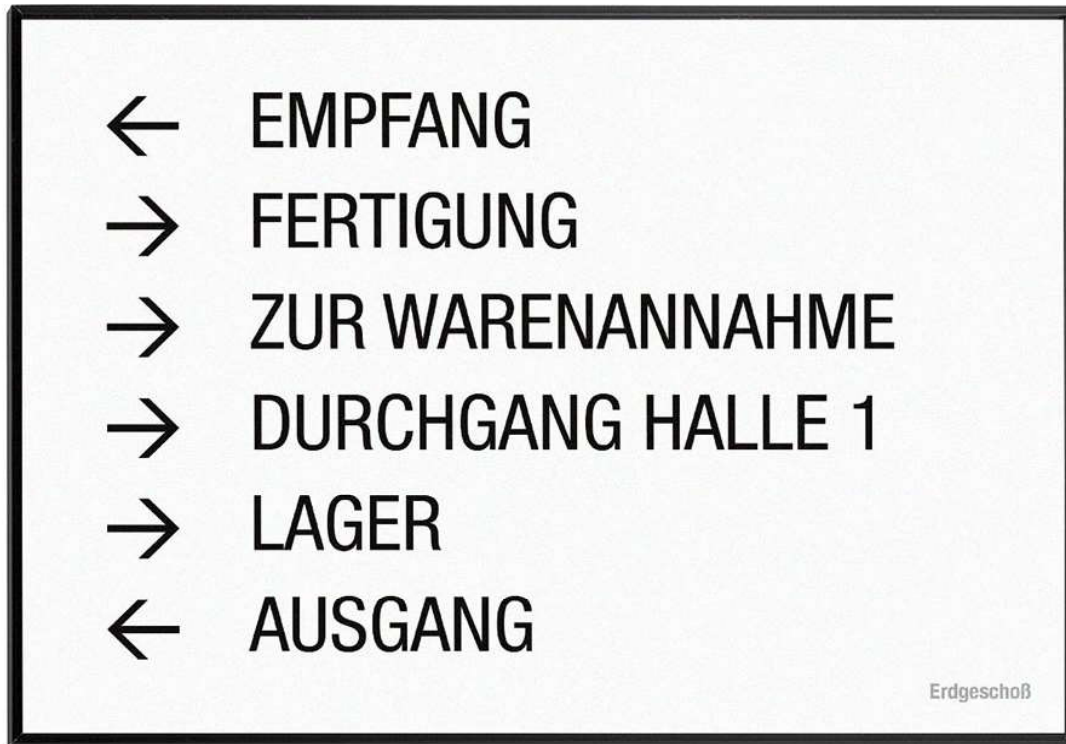 ← EMPFANG
→ FERTIGUNG
→ ZUR WARENANNAHME
→ DURCHGANG HALLE 1
→ LAGER
← AUSGANG
Erdgeschoß